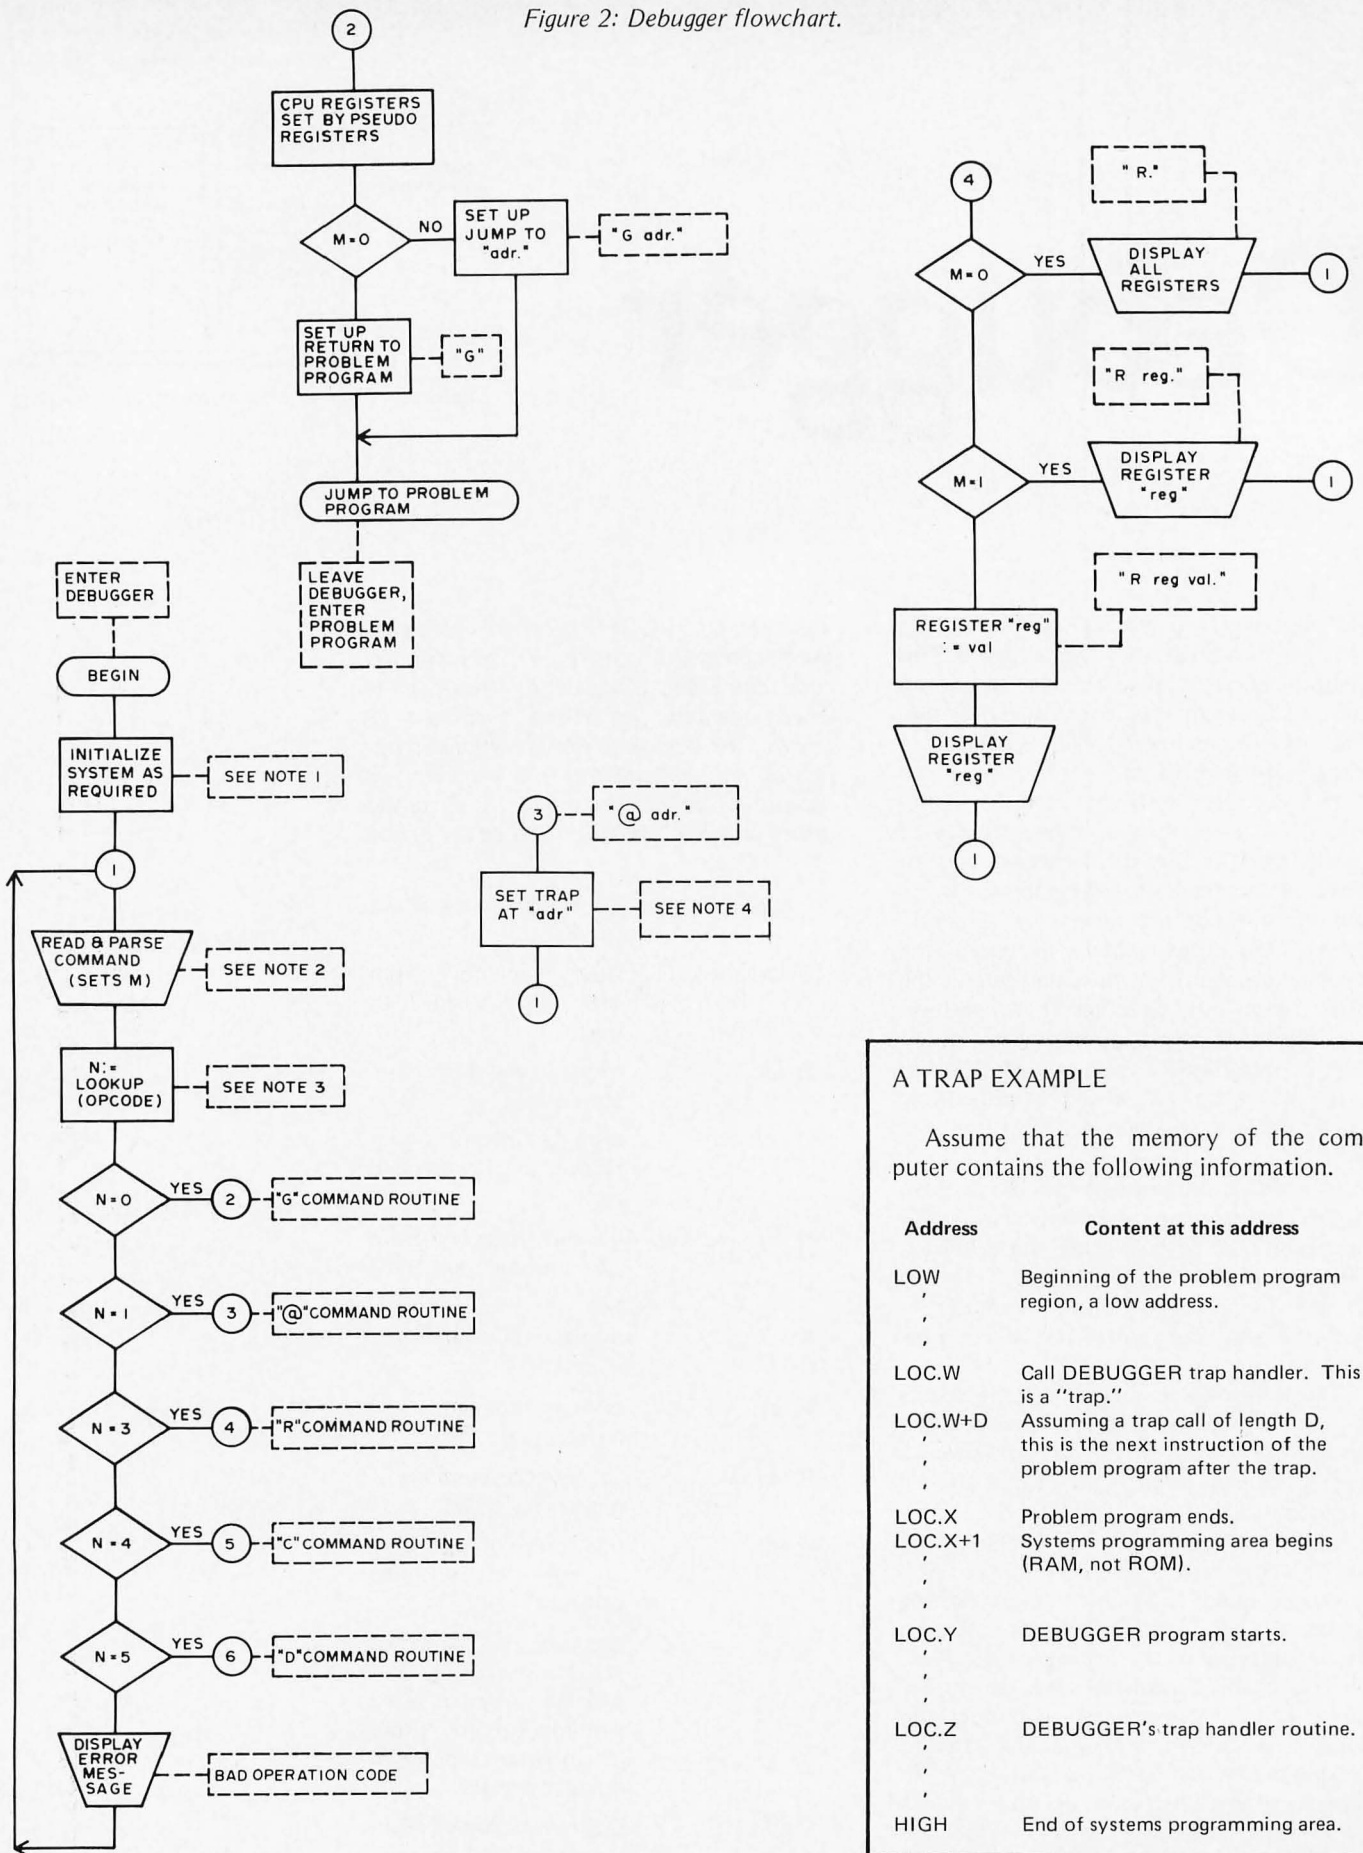 Figure 2: Debugger flowchart.
2
CPU REGISTERS
SET BY PSEUDO
REGISTERS
M=0
NO
SET UP
JUMP TO
"adr."
"G adr."
SET UP
RETURN TO
PROBLEM
PROGRAM
"G"
JUMP TO PROBLEM
PROGRAM
LEAVE
DEBUGGER,
ENTER
PROBLEM
PROGRAM
ENTER
DEBUGGER
BEGIN
INITIALIZE
SYSTEM AS
REQUIRED
SEE NOTE 1
1
READ & PARSE
COMMAND
(SETS M)
SEE NOTE 2
N:=
LOOKUP
(OPCODE)
SEE NOTE 3
N=0
YES
2
"G" COMMAND ROUTINE
N=1
YES
3
"@" COMMAND ROUTINE
N=3
YES
4
"R" COMMAND ROUTINE
N=4
YES
5
"C" COMMAND ROUTINE
N=5
YES
6
"D" COMMAND ROUTINE
DISPLAY
ERROR
MES-
SAGE
BAD OPERATION CODE
3
"@ adr."
SET TRAP
AT "adr"
SEE NOTE 4
1
4
M=0
YES
"R."
DISPLAY
ALL
REGISTERS
1
M=1
YES
"R reg."
DISPLAY
REGISTER
"reg"
1
"R reg val."
REGISTER "reg"
:= val
DISPLAY
REGISTER
"reg"
1
A TRAP EXAMPLE
Assume that the memory of the com
puter contains the following information.
Address Content at this address
LOW Beginning of the problem program
' region, a low address.
'
'
LOC.W Call DEBUGGER trap handler. This
is a "trap."
LOC.W+D Assuming a trap call of length D,
' this is the next instruction of the
' problem program after the trap.
'
LOC.X Problem program ends.
LOC.X+1 Systems programming area begins
' (RAM, not ROM).
'
'
LOC.Y DEBUGGER program starts.
'
'
'
LOC.Z DEBUGGER's trap handler routine.
'
'
'
HIGH End of systems programming area.